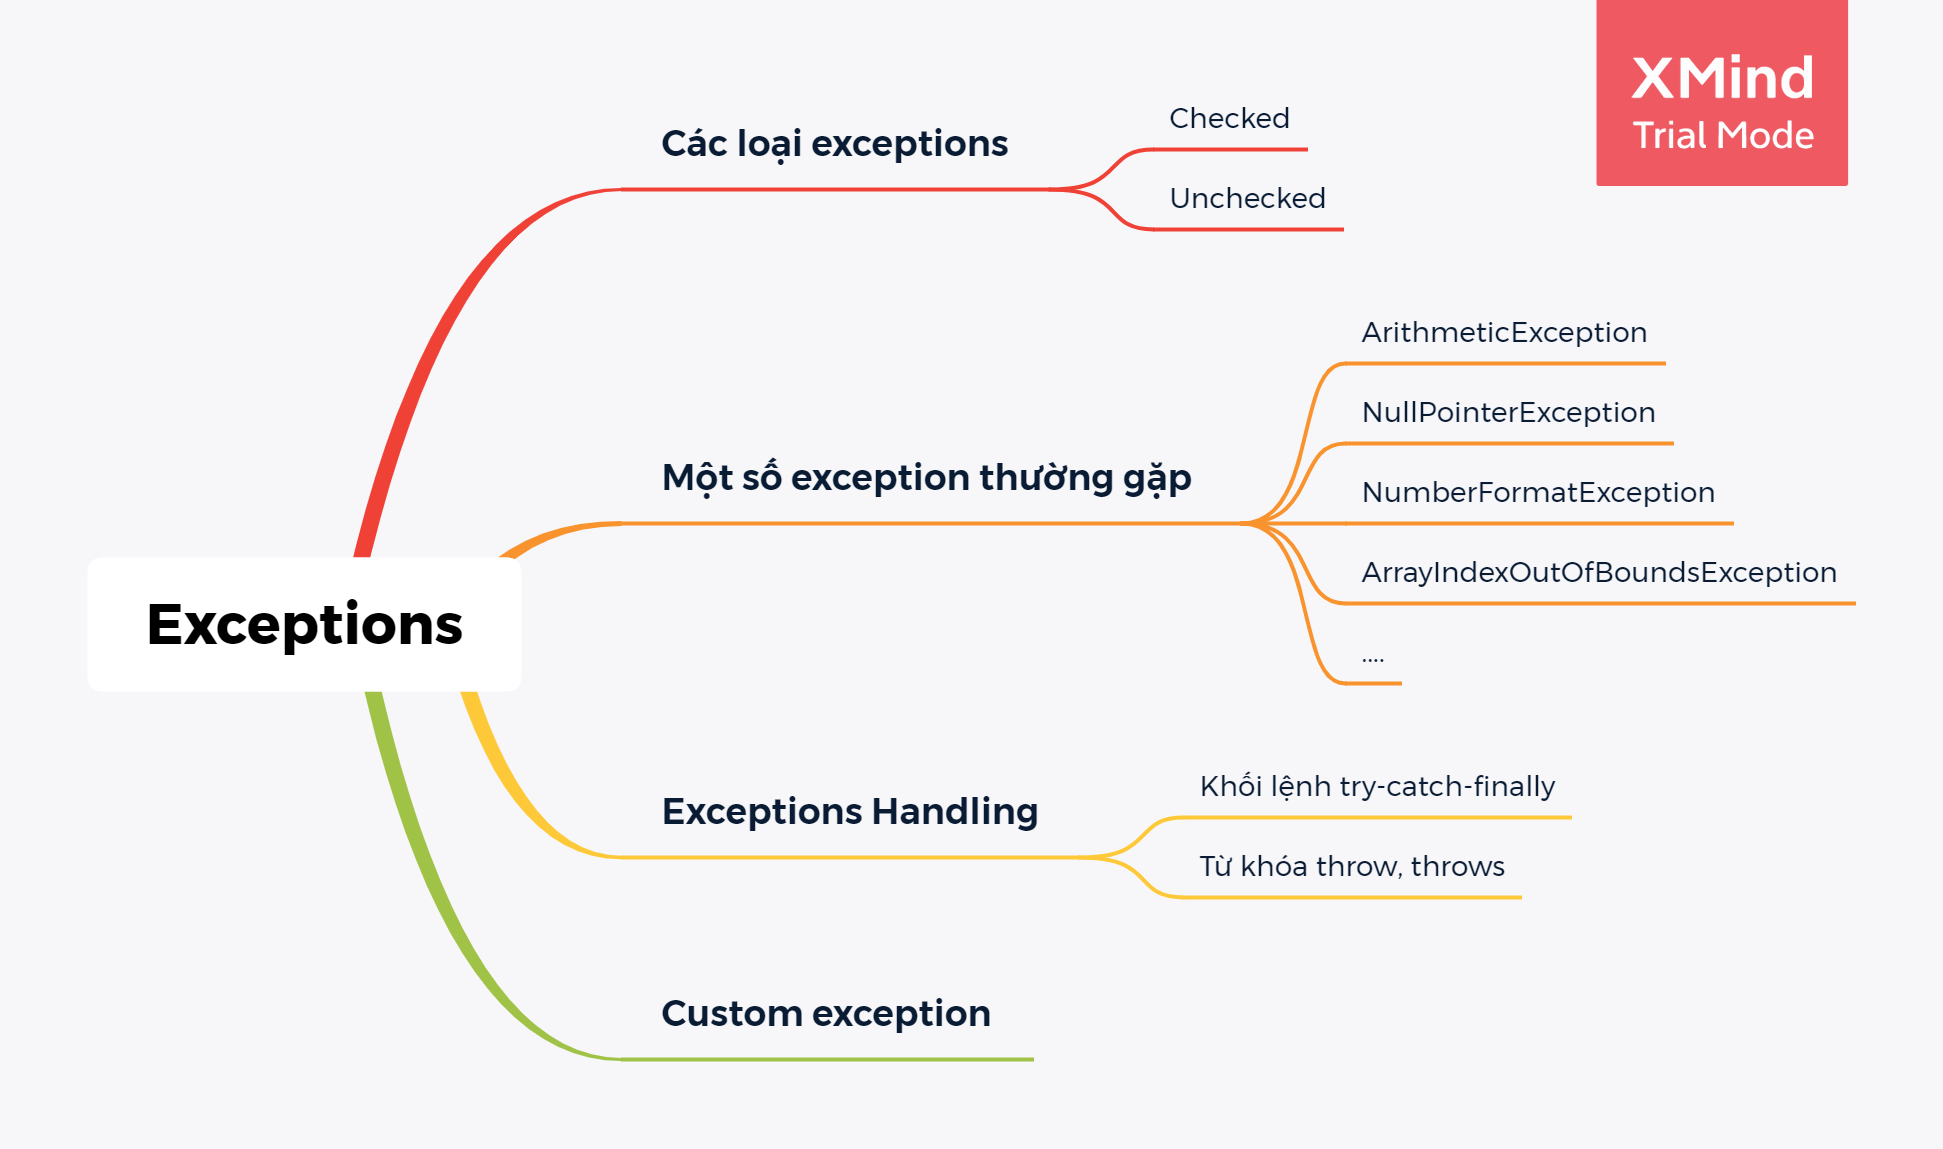 XMind
Trial Mode
Exceptions
Các loại exceptions
Checked
Unchecked
Một số exception thường gặp
ArithmeticException
NullPointerException
NumberFormatException
ArrayIndexOutOfBoundsException
....
Exceptions Handling
Khối lệnh try-catch-finally
Từ khóa throw, throws
Custom exception